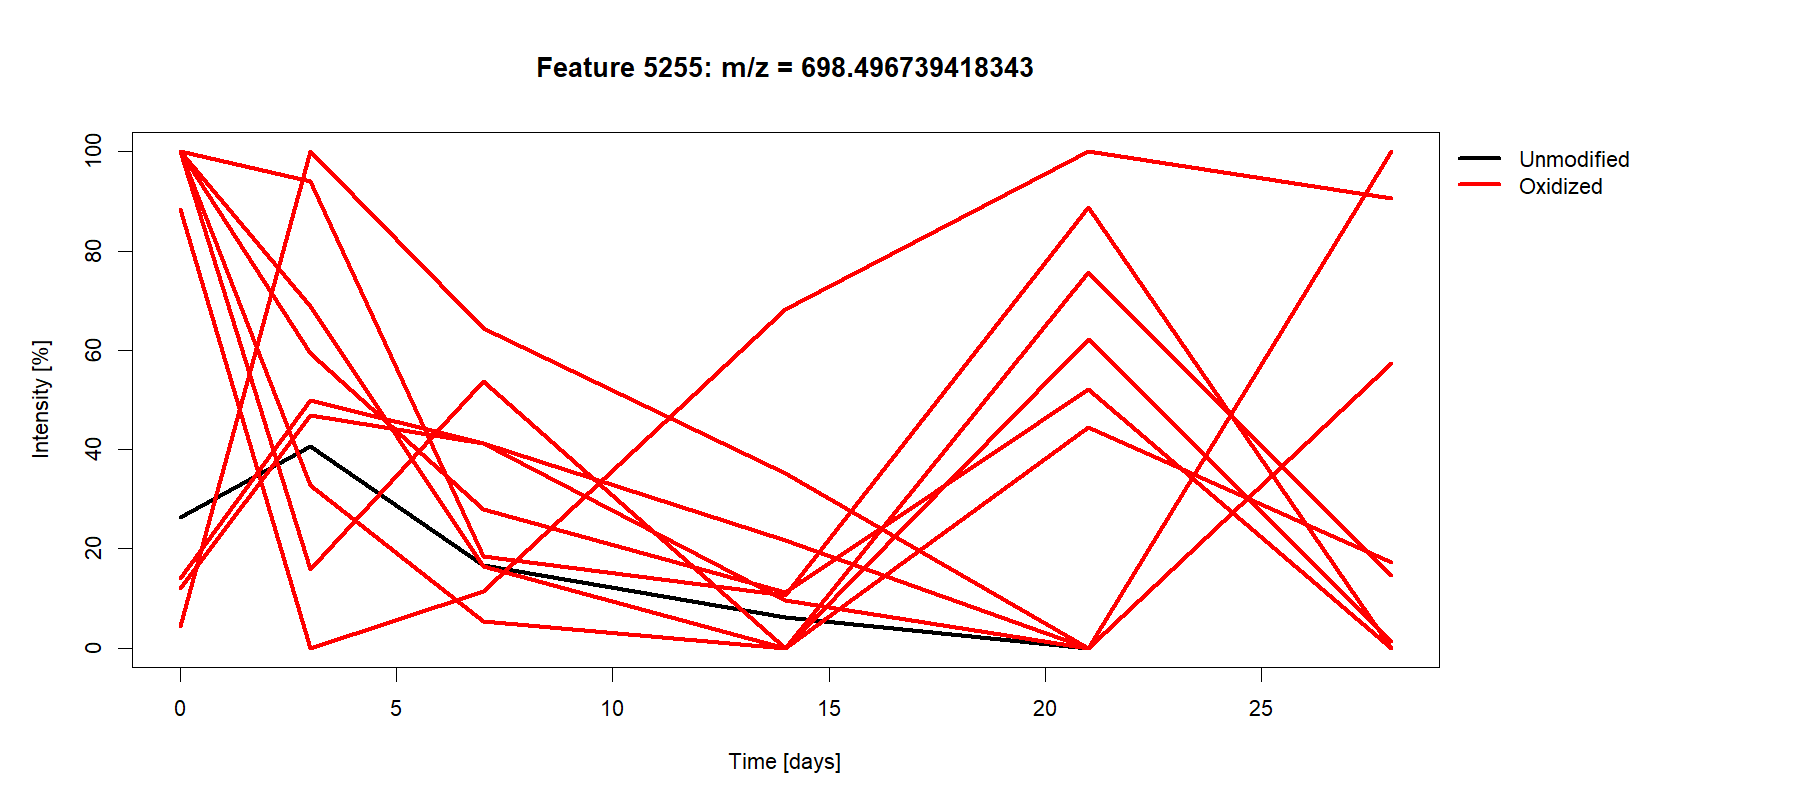 Feature 5255: m/z = 698.496739418343
Unmodified
Oxidized
Intensity [%]
100
80
60
40
20
0
0 5 10 15 20 25
Time [days]